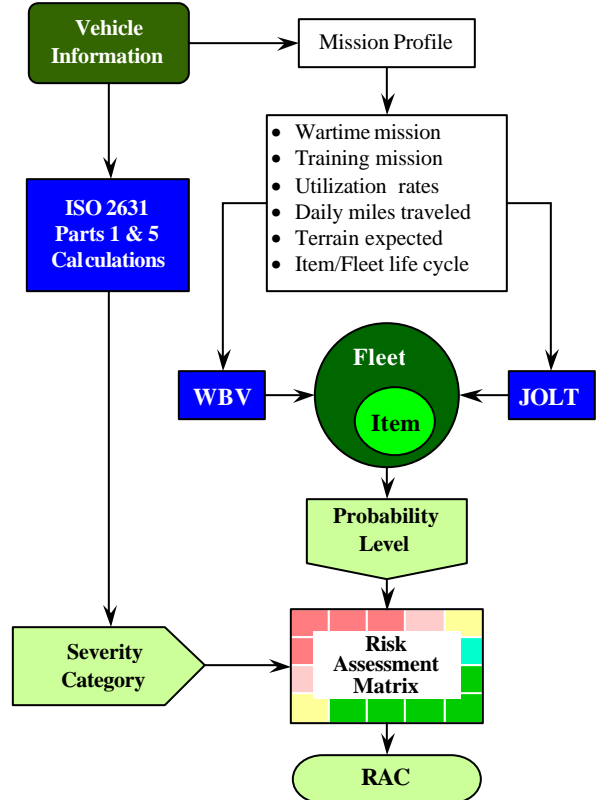 Vehicle
Information
Mission Profile
• Wartime mission
• Training mission
• Utilization rates
• Daily miles traveled
• Terrain expected
• Item/Fleet life cycle
ISO 2631
Parts 1 & 5
Calculations
Fleet
WBV
JOLT
Item
Probability
Level
Severity
Category
Risk
Assessment
Matrix
RAC